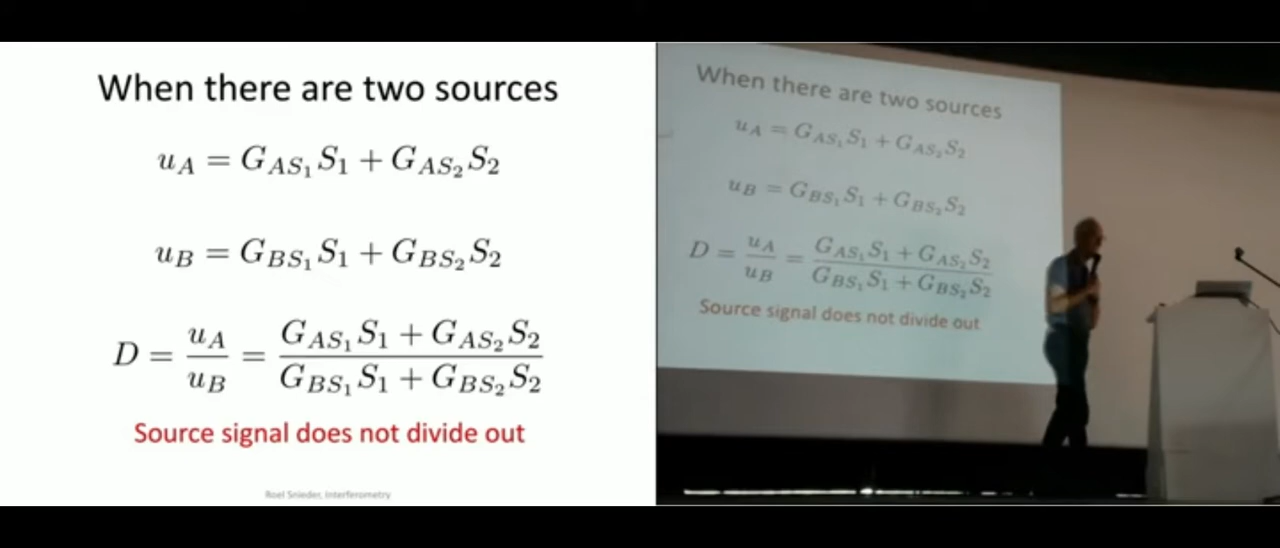 When there are two sources
u_A = G_{AS_1} S_1 + G_{AS_2} S_2
u_B = G_{BS_1} S_1 + G_{BS_2} S_2
D = \frac{u_A}{u_B} = \frac{G_{AS_1} S_1 + G_{AS_2} S_2}{G_{BS_1} S_1 + G_{BS_2} S_2}
Source signal does not divide out
Roel Snieder, Interferometry
When there are two sources
u_A = G_{AS_1} S_1 + G_{AS_2} S_2
u_B = G_{BS_1} S_1 + G_{BS_2} S_2
D = \frac{u_A}{u_B} = \frac{G_{AS_1} S_1 + G_{AS_2} S_2}{G_{BS_1} S_1 + G_{BS_2} S_2}
Source signal does not divide out